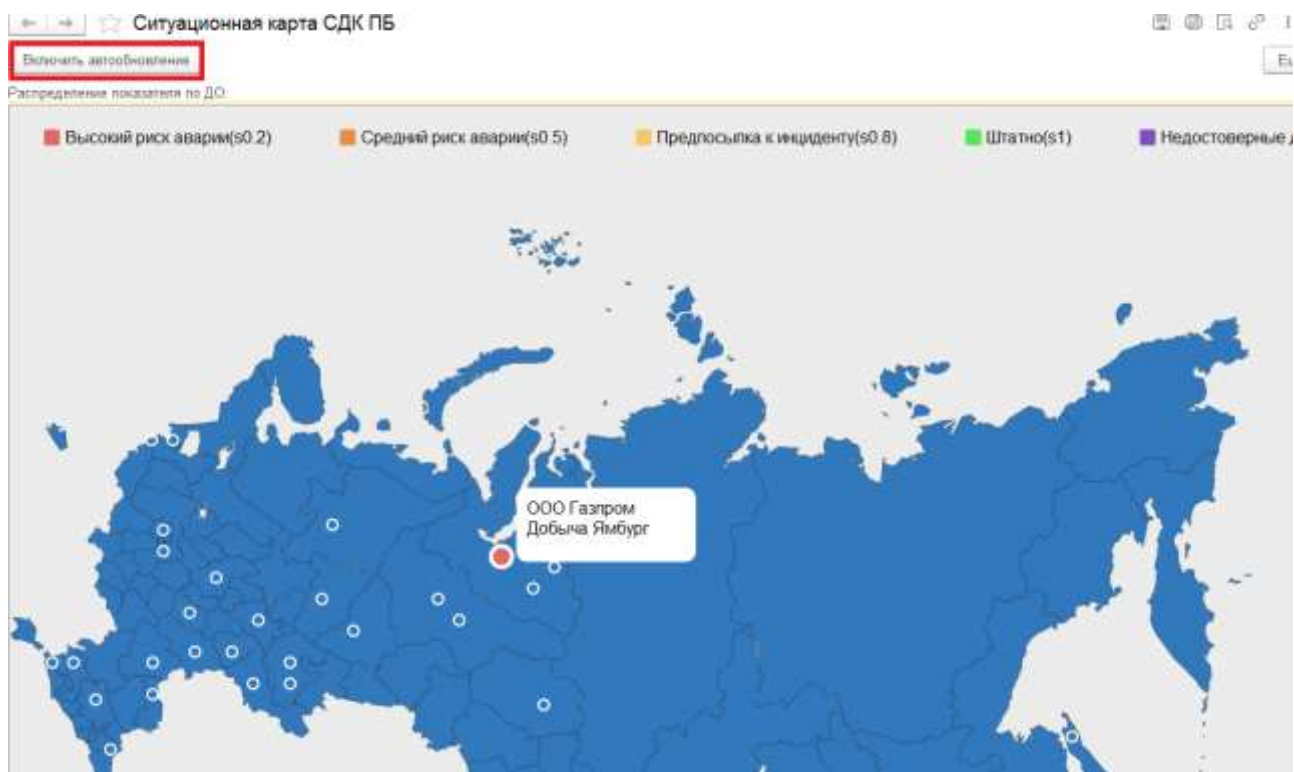 Ситуационная карта СДК ПБ
Включить автообновление
Распределение показателя по ДО:
Высокий риск аварии(s0.2)
Средний риск аварии(s0.5)
Предпосылка к инциденту(s0.8)
Штатно(s1)
Недостоверные
ООО Газпром
Добыча Ямбург